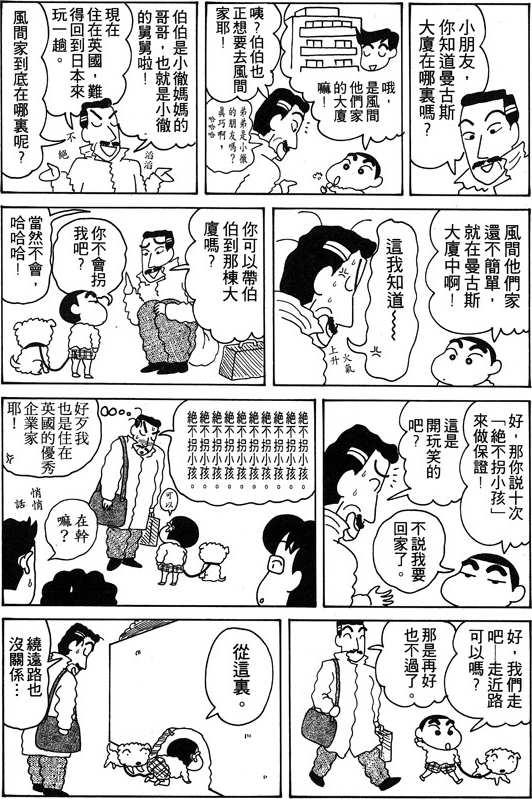 小朋友，
你知道曼古斯
大廈在哪裏嗎？
哦，
是風間
他們家
的大廈
嘛！
咦？伯伯也
正想要去風間
家耶！
弟弟是小徹
的朋友嗎？
真巧啊
哈哈哈
伯伯是小徹媽媽的
哥哥，也就是小徹
的舅舅啦！
現在
住在英國，難
得回到日本來
玩一趟。
風間家到底在哪裏呢？
滔滔
不絕
風間他們家
還不簡單，
就在曼古斯
大廈中啊！
這我知道～～
火氣
上升
你可以帶伯
伯到那棟大
廈嗎？
你不會拐
我吧？
當然不會，
哈哈哈！
好，那你說十次
「絕不拐小孩」
來做保證！
這是
開玩笑的
吧？
不說我要
回家了。
絕不拐小孩。
絕不拐小孩。
絕不拐小孩。
絕不拐小孩。
絕不拐小孩。
絕不拐小孩。
絕不拐小孩。
絕不拐小孩。
絕不拐小孩。
絕不拐小孩。
可以
好歹我
也是住在
英國的優秀
企業家
耶！
在幹
嘛？
悄悄
話
好，我們走
吧─走近路
可以嗎？
那是再好
也不過了。
從這裏。
繞遠路也
沒關係…